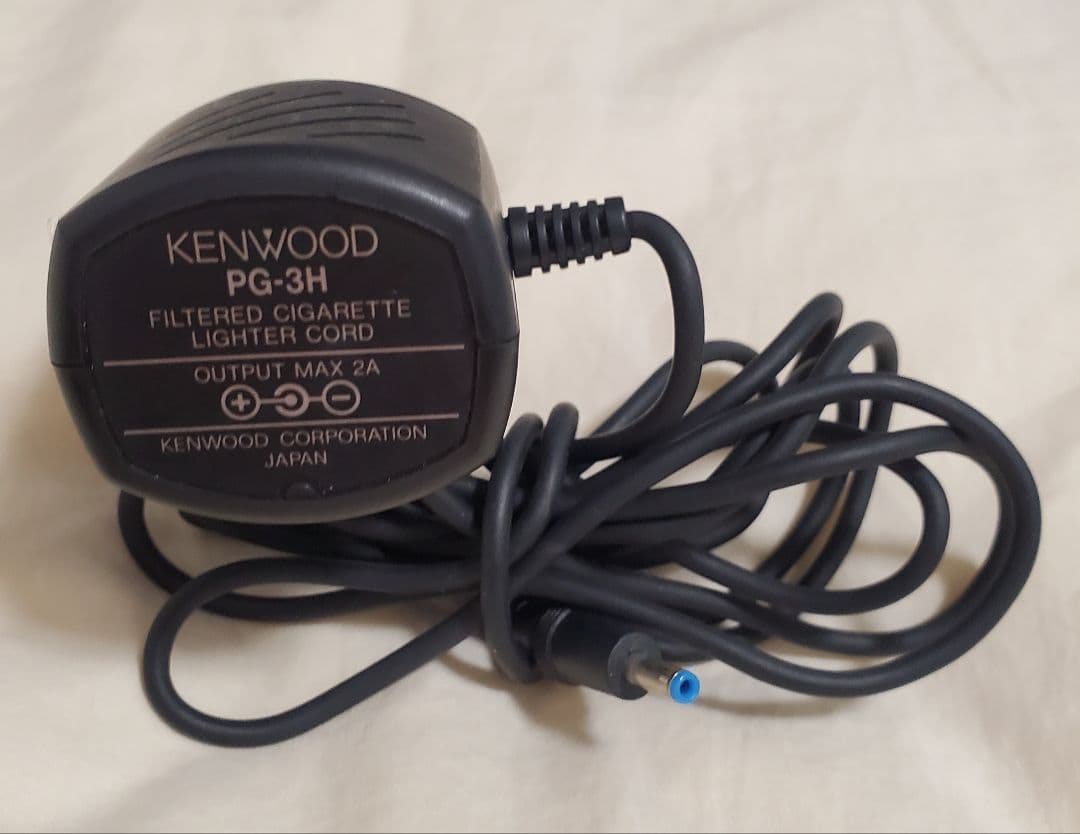 KENWOOD
PG-3H
FILTERED CIGARETTE
LIGHTER CORD
OUTPUT MAX 2A
+ −
KENWOOD CORPORATION
JAPAN